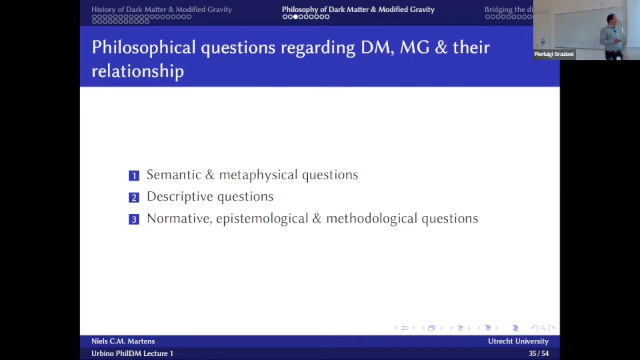 History of Dark Matter & Modified Gravity
Philosophy of Dark Matter & Modified Gravity
Bridging the di
Philosophical questions regarding DM, MG & their
relationship
1 Semantic & metaphysical questions
2 Descriptive questions
3 Normative, epistemological & methodological questions
Niels C.M. Martens
Utrecht University
Urbino PhilDM Lecture 1
35 / 54
Pierluigi Graziani